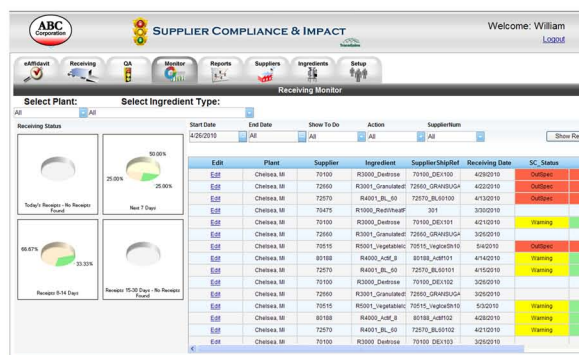 ABC
Corporation
SUPPLIER COMPLIANCE & IMPACT
Welcome: William
Logout
eAffidavit Receiving QA Monitor Reports Suppliers Ingredients Setup
Receiving Monitor
Select Plant: Select Ingredient Type:
All All
Receiving Status
Start Date End Date Show To Do Action SupplierNum
4/26/2010 All All All All
Show Re
Today's Receipts - No Receipts
Found
50.00%
25.00%
25.00%
Next 7 Days
66.67%
33.33%
Receipts 8-14 Days
Receipts 15-30 Days - No Receipts
Found
Edit Plant Supplier Ingredient SupplierShipRef Receiving Date SC_Status
Edit Chelsea, MI 70100 R3000_Dextrose 70100_DEX100 4/29/2010 OutSpec
Edit Chelsea, MI 72660 R3001_Granulated 72660_GRANSUGA 4/22/2010 OutSpec
Edit Chelsea, MI 72570 R4001_BL_60 72570_BL60100 4/13/2010 OutSpec
Edit Chelsea, MI 70475 R1000_RedWheatF 301 3/30/2010
Edit Chelsea, MI 70100 R3000_Dextrose 70100_DEX101 4/21/2010 Warning
Edit Chelsea, MI 72660 R3001_Granulated 72660_GRANSUGA 3/25/2010
Edit Chelsea, MI 70515 R5001_Vegetablelc 70515_VegIceSh10 5/4/2010 OutSpec
Edit Chelsea, MI 80188 R4000_Actif_8 80188_Actif101 4/14/2010 Warning
Edit Chelsea, MI 72570 R4001_BL_60 72570_BL60101 4/15/2010 Warning
Edit Chelsea, MI 70100 R3000_Dextrose 70100_DEX102 3/26/2010
Edit Chelsea, MI 72660 R3001_Granulated 72660_GRANSUGA 3/26/2010
Edit Chelsea, MI 70515 R5001_Vegetablelc 70515_VegIceSh10 5/3/2010 Warning
Edit Chelsea, MI 80188 R4000_Actif_8 80188_Actif102 4/28/2010 Warning
Edit Chelsea, MI 72570 R4001_BL_60 72570_BL60102 4/21/2010 Warning
Edit Chelsea, MI 70100 R3000_Dextrose 70100_DEX103 3/26/2010